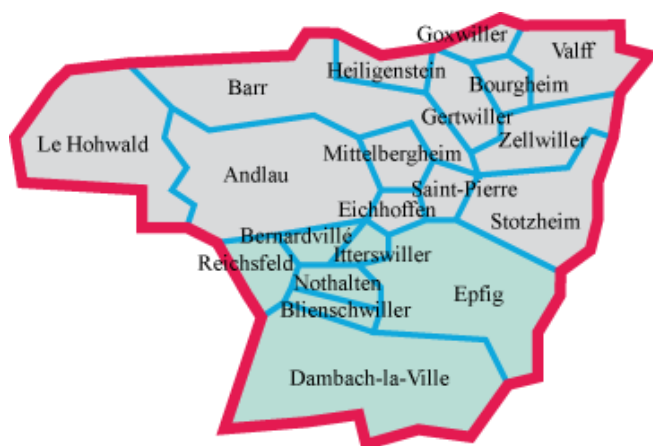 Goxwiller
Valff
Heiligenstein
Bourgheim
Barr
Gertwiller
Zellwiller
Le Hohwald
Mittelbergheim
Andlau
Saint-Pierre
Eichhoffen
Stotzheim
Bernardvillé
Itterswiller
Reichsfeld
Nothalten
Epfig
Blienschwiller
Dambach-la-Ville